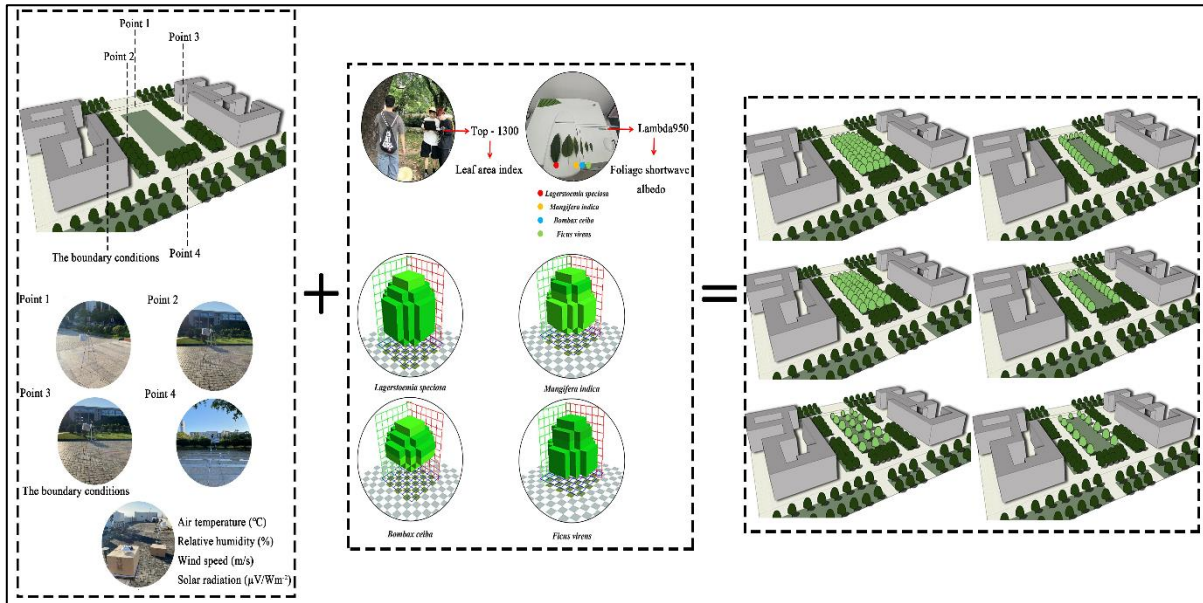 Point 1
Point 2
Point 3
Point 4
The boundary conditions
Point 1
Point 2
Point 3
Point 4
The boundary conditions
Air temperature (℃)
Relative humidity (%)
Wind speed (m/s)
Solar radiation (μV/Wm⁻²)
+
Top - 1300
Leaf area index
Lambda950
Foliage shortwave
albedo
Lagerstoemia speciosa
Mangifera indica
Bombax ceiba
Ficus virens
Lagerstoemia speciosa
Mangifera indica
Bombax ceiba
Ficus virens
=